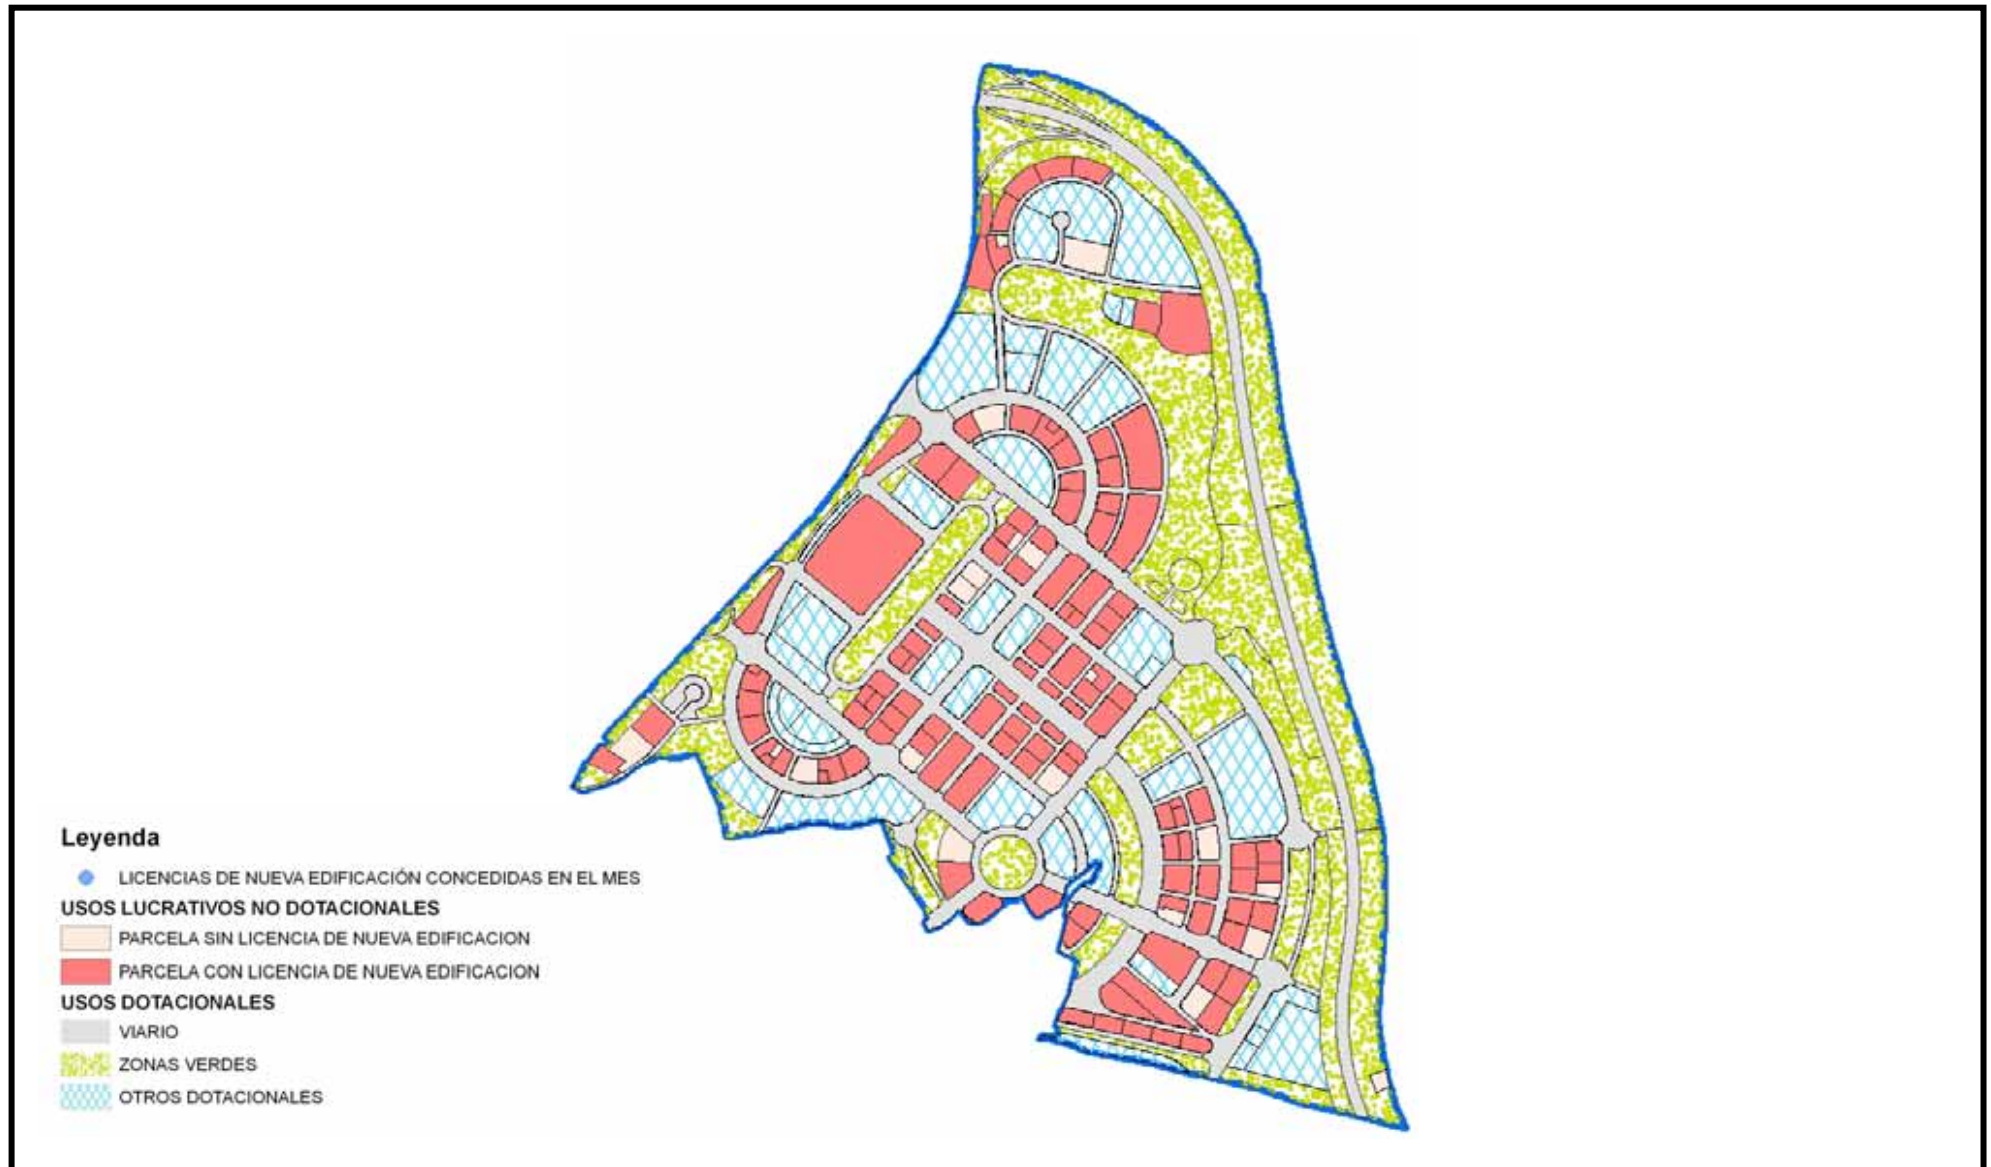 Leyenda
LICENCIAS DE NUEVA EDIFICACIÓN CONCEDIDAS EN EL MES
USOS LUCRATIVOS NO DOTACIONALES
PARCELA SIN LICENCIA DE NUEVA EDIFICACION
PARCELA CON LICENCIA DE NUEVA EDIFICACION
USOS DOTACIONALES
VIARIO
ZONAS VERDES
OTROS DOTACIONALES